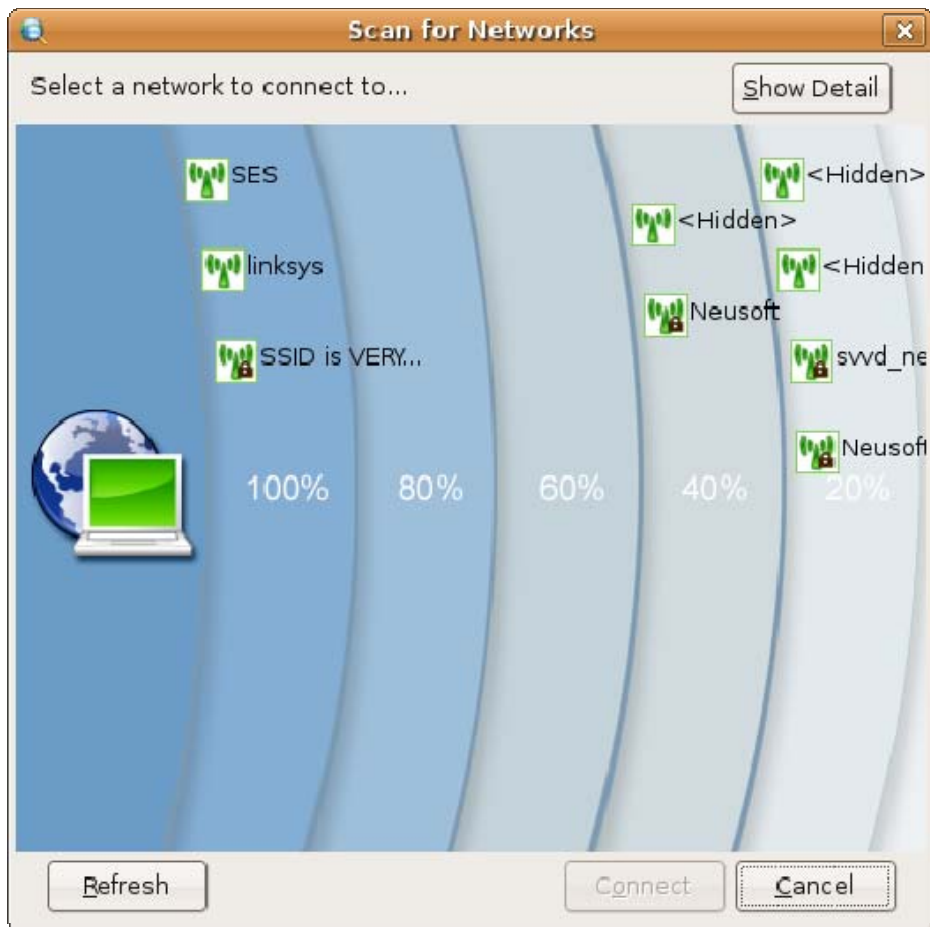 Scan for Networks
Select a network to connect to...
Show Detail
SES
<Hidden>
<Hidden>
linksys
<Hidden
Neusoft
SSID is VERY...
svvd_ne
Neusoft
100% 80% 60% 40% 20%
Refresh
Connect
Cancel